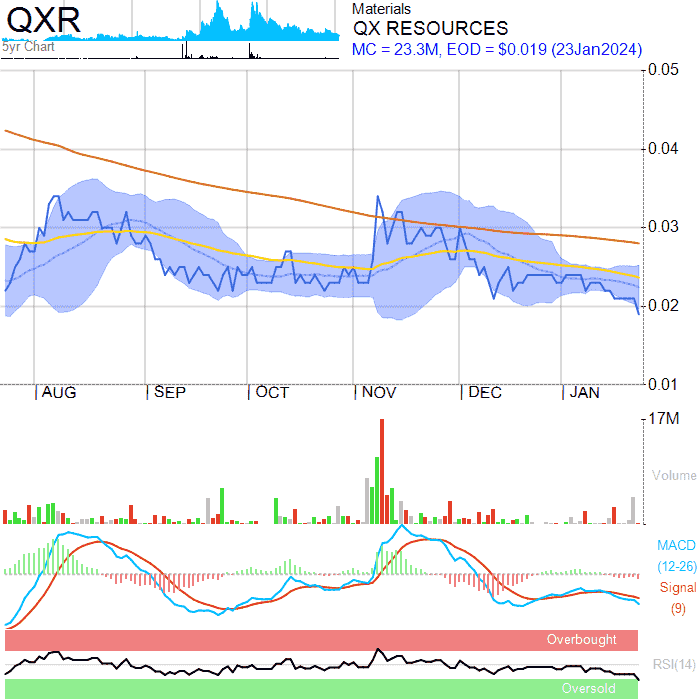 QXR
5yr Chart
Materials
QX RESOURCES
MC = 23.3M, EOD = $0.019 (23Jan2024)
0.05
0.04
0.03
0.02
0.01
AUG SEP OCT NOV DEC JAN
17M
Volume
MACD
(12-26)
Signal
(9)
Overbought
RSI(14)
Oversold